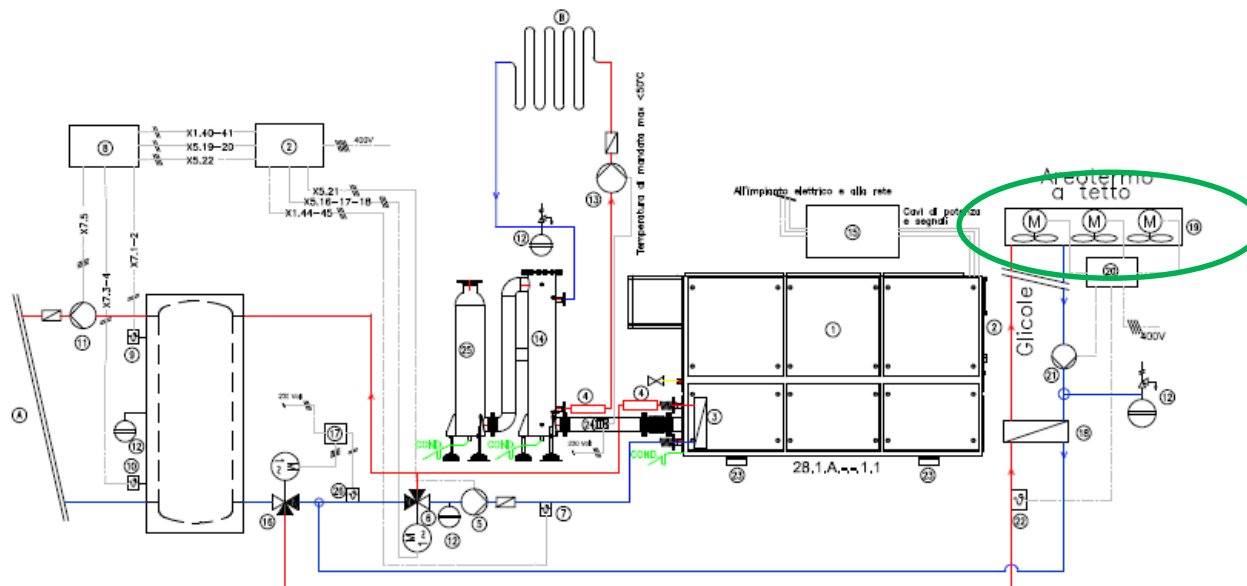 B
8
X1.40-41
X5.19-20
X5.22
2
400V
X5.21
X5.16-17-18
X1.44-45
X7.5
X7.1-2
X7.3-4
Temperatura di mandata max <50°C
13
12
All'impianto elettrico e alla rete
15
Cavi di potenza
e segnali
Areotermo
a tetto
M
M
M
19
20
400V
Glicole
21
12
18
22
11
9
A
12
10
230 Volt
17
M
16
26
6
M
12
5
7
25
14
4
4
24
230 Volt
COND
COND
COND
1
2
3
23
23
28,1,A,-,-,1,1